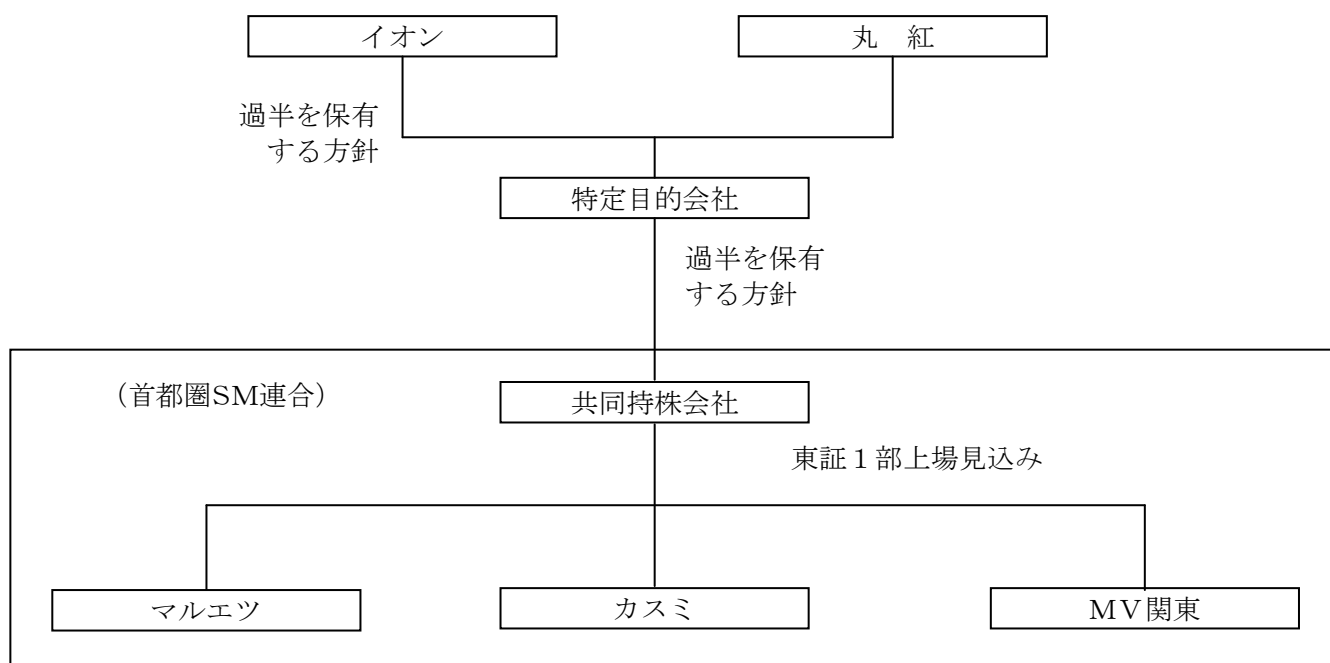 イオン
丸　紅
過半を保有
する方針
特定目的会社
過半を保有
する方針
（首都圏SM連合）
共同持株会社
東証１部上場見込み
マルエツ
カスミ
ＭＶ関東